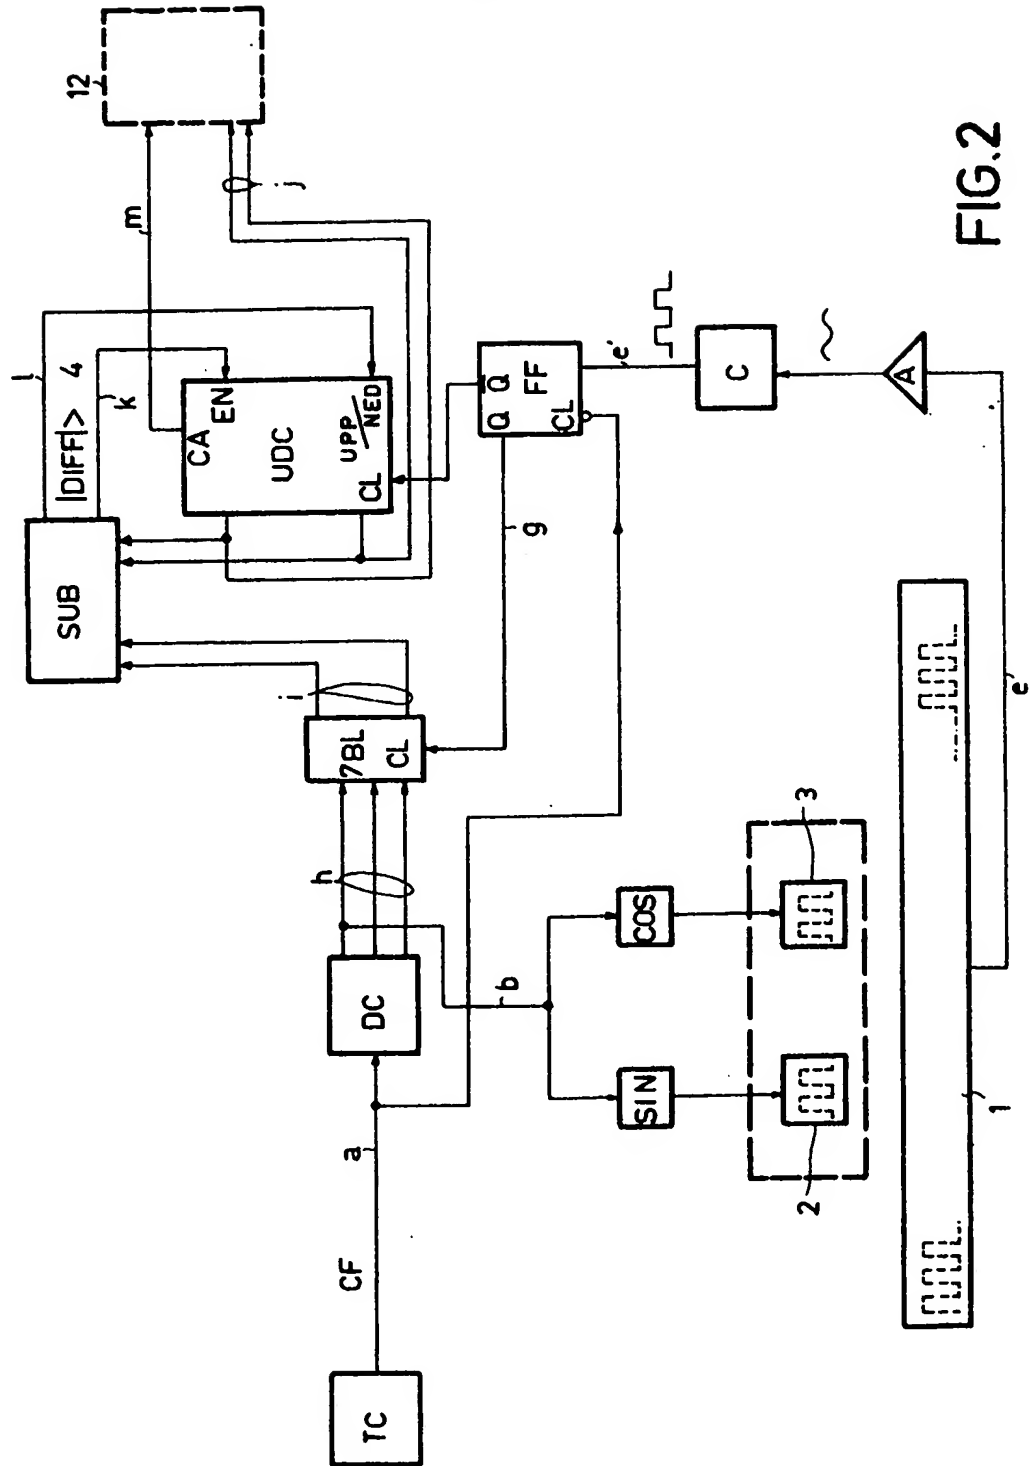 12
m
j
l
|DIFF|> 4
k
SUB
CA
EN
UDC
UPP/NED
CL
Q Q̅
FF
CL
e'
C
A
FIG.2
g
i
7BL
CL
h
DC
b
COS
SIN
3
2
a
CF
TC
1
e'